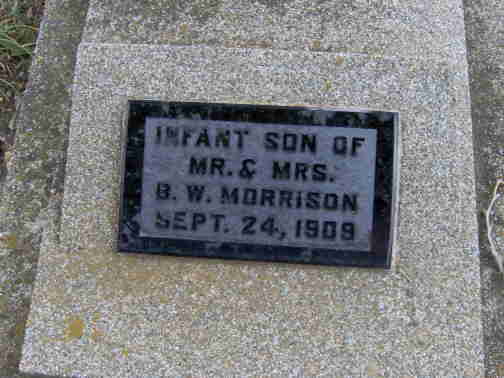 INFANT SON OF
MR. & MRS.
B. W. MORRISON
SEPT. 24, 1909